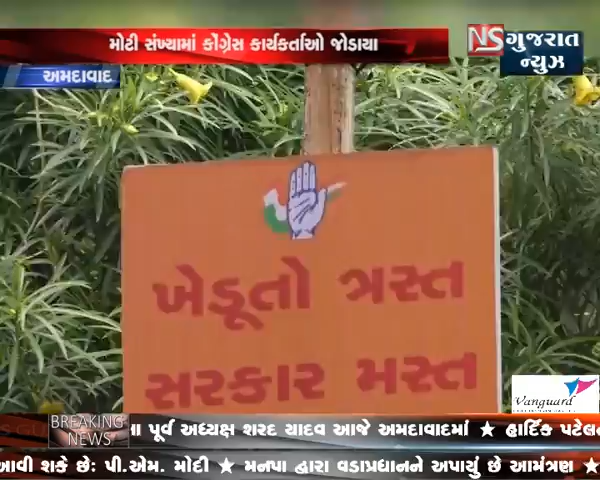 મોટી સંખ્યામાં કોંગ્રેસ કાર્યકર્તાઓ જોડાયા
NS ગુજરાત
ન્યુઝ
અમદાવાદ
ખેડૂતો ત્રસ્ત
સરકાર મસ્ત
Vanguard
BREAKING
NEWS
ના પૂર્વ અધ્યક્ષ શરદ યાદવ આજે અમદાવાદમાં ★ હાર્દિક પટેલન
આવી શકે છેઃ પી.એમ. મોદી ★ મનપા દ્વારા વડાપ્રધાનને અપાયું છે આમંત્રણ ★